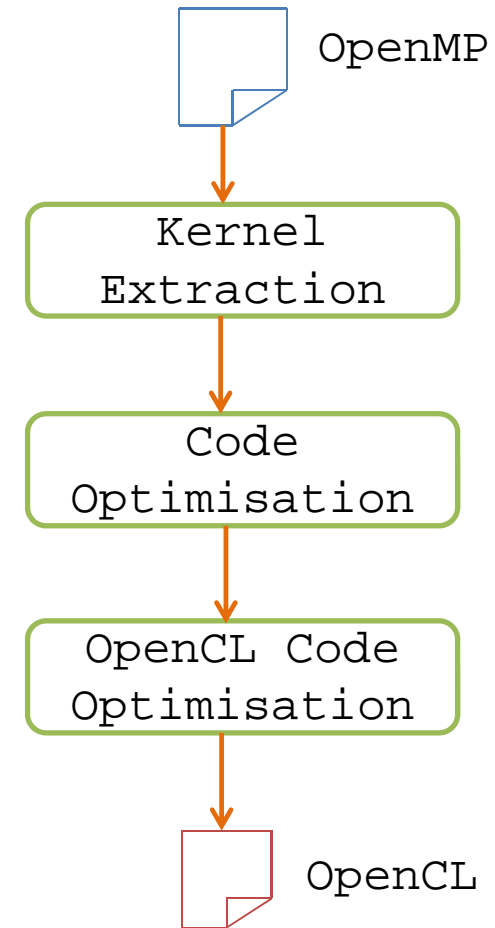 OpenMP
Kernel
Extraction
Code
Optimisation
OpenCL Code
Optimisation
OpenCL